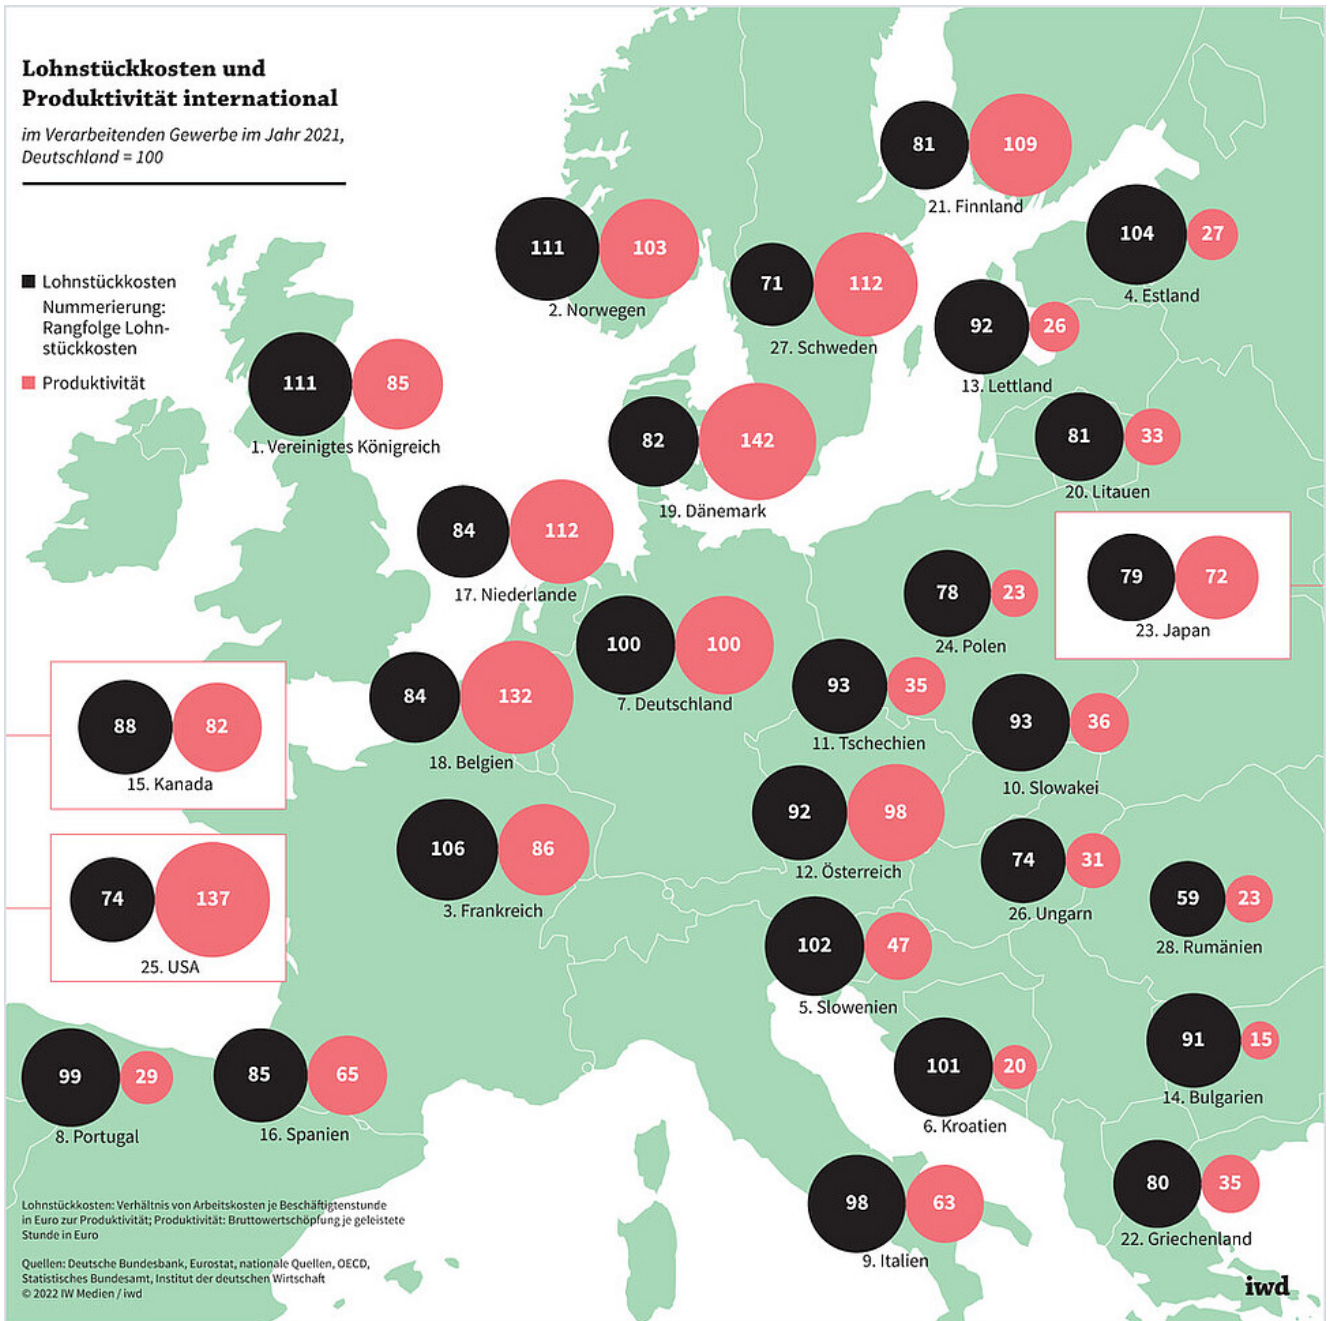 Lohnstückkosten und
Produktivität international
im Verarbeitenden Gewerbe im Jahr 2021,
Deutschland = 100
Lohnstückkosten
Nummerierung:
Rangfolge Lohn-
stückkosten
Produktivität
81 109
21. Finnland
104 27
4. Estland
111 103
2. Norwegen
71 112
27. Schweden
92 26
13. Lettland
111 85
1. Vereinigtes Königreich
82 142
19. Dänemark
81 33
20. Litauen
84 112
17. Niederlande
78 23
24. Polen
79 72
23. Japan
100 100
7. Deutschland
84 132
18. Belgien
93 35
11. Tschechien
93 36
10. Slowakei
88 82
15. Kanada
92 98
12. Österreich
106 86
3. Frankreich
74 31
26. Ungarn
59 23
28. Rumänien
74 137
25. USA
102 47
5. Slowenien
91 15
14. Bulgarien
99 29
8. Portugal
85 65
16. Spanien
101 20
6. Kroatien
98 63
9. Italien
80 35
22. Griechenland
Lohnstückkosten: Verhältnis von Arbeitskosten je Beschäftigtenstunde
in Euro zur Produktivität; Produktivität: Bruttowertschöpfung je geleistete
Stunde in Euro
Quellen: Deutsche Bundesbank, Eurostat, nationale Quellen, OECD,
Statistisches Bundesamt, Institut der deutschen Wirtschaft
© 2022 IW Medien / iwd
iwd